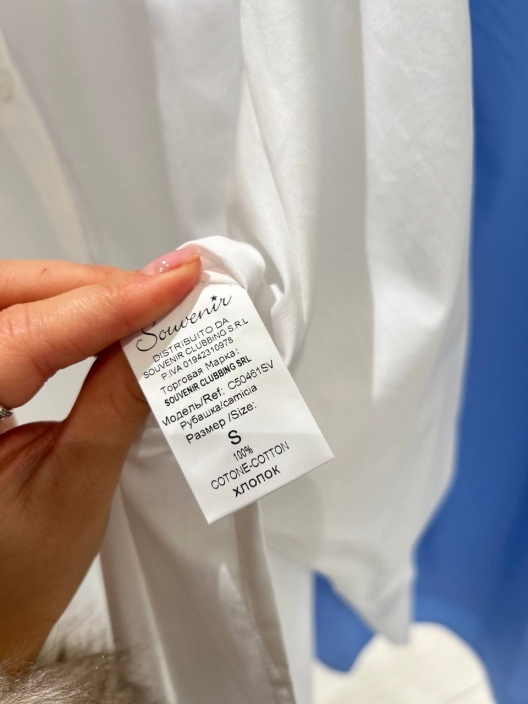 Souvenir
DISTRIBUITO DA
SOUVENIR CLUBBING S.R.L
P.IVA 01942310978
Торговая Марка:
SOUVENIR CLUBBING SRL
Модель/Ref: C50461SV
Рубашка/camicia
Размер /Size:
S
100%
COTONE-COTTON
ХЛОПОК